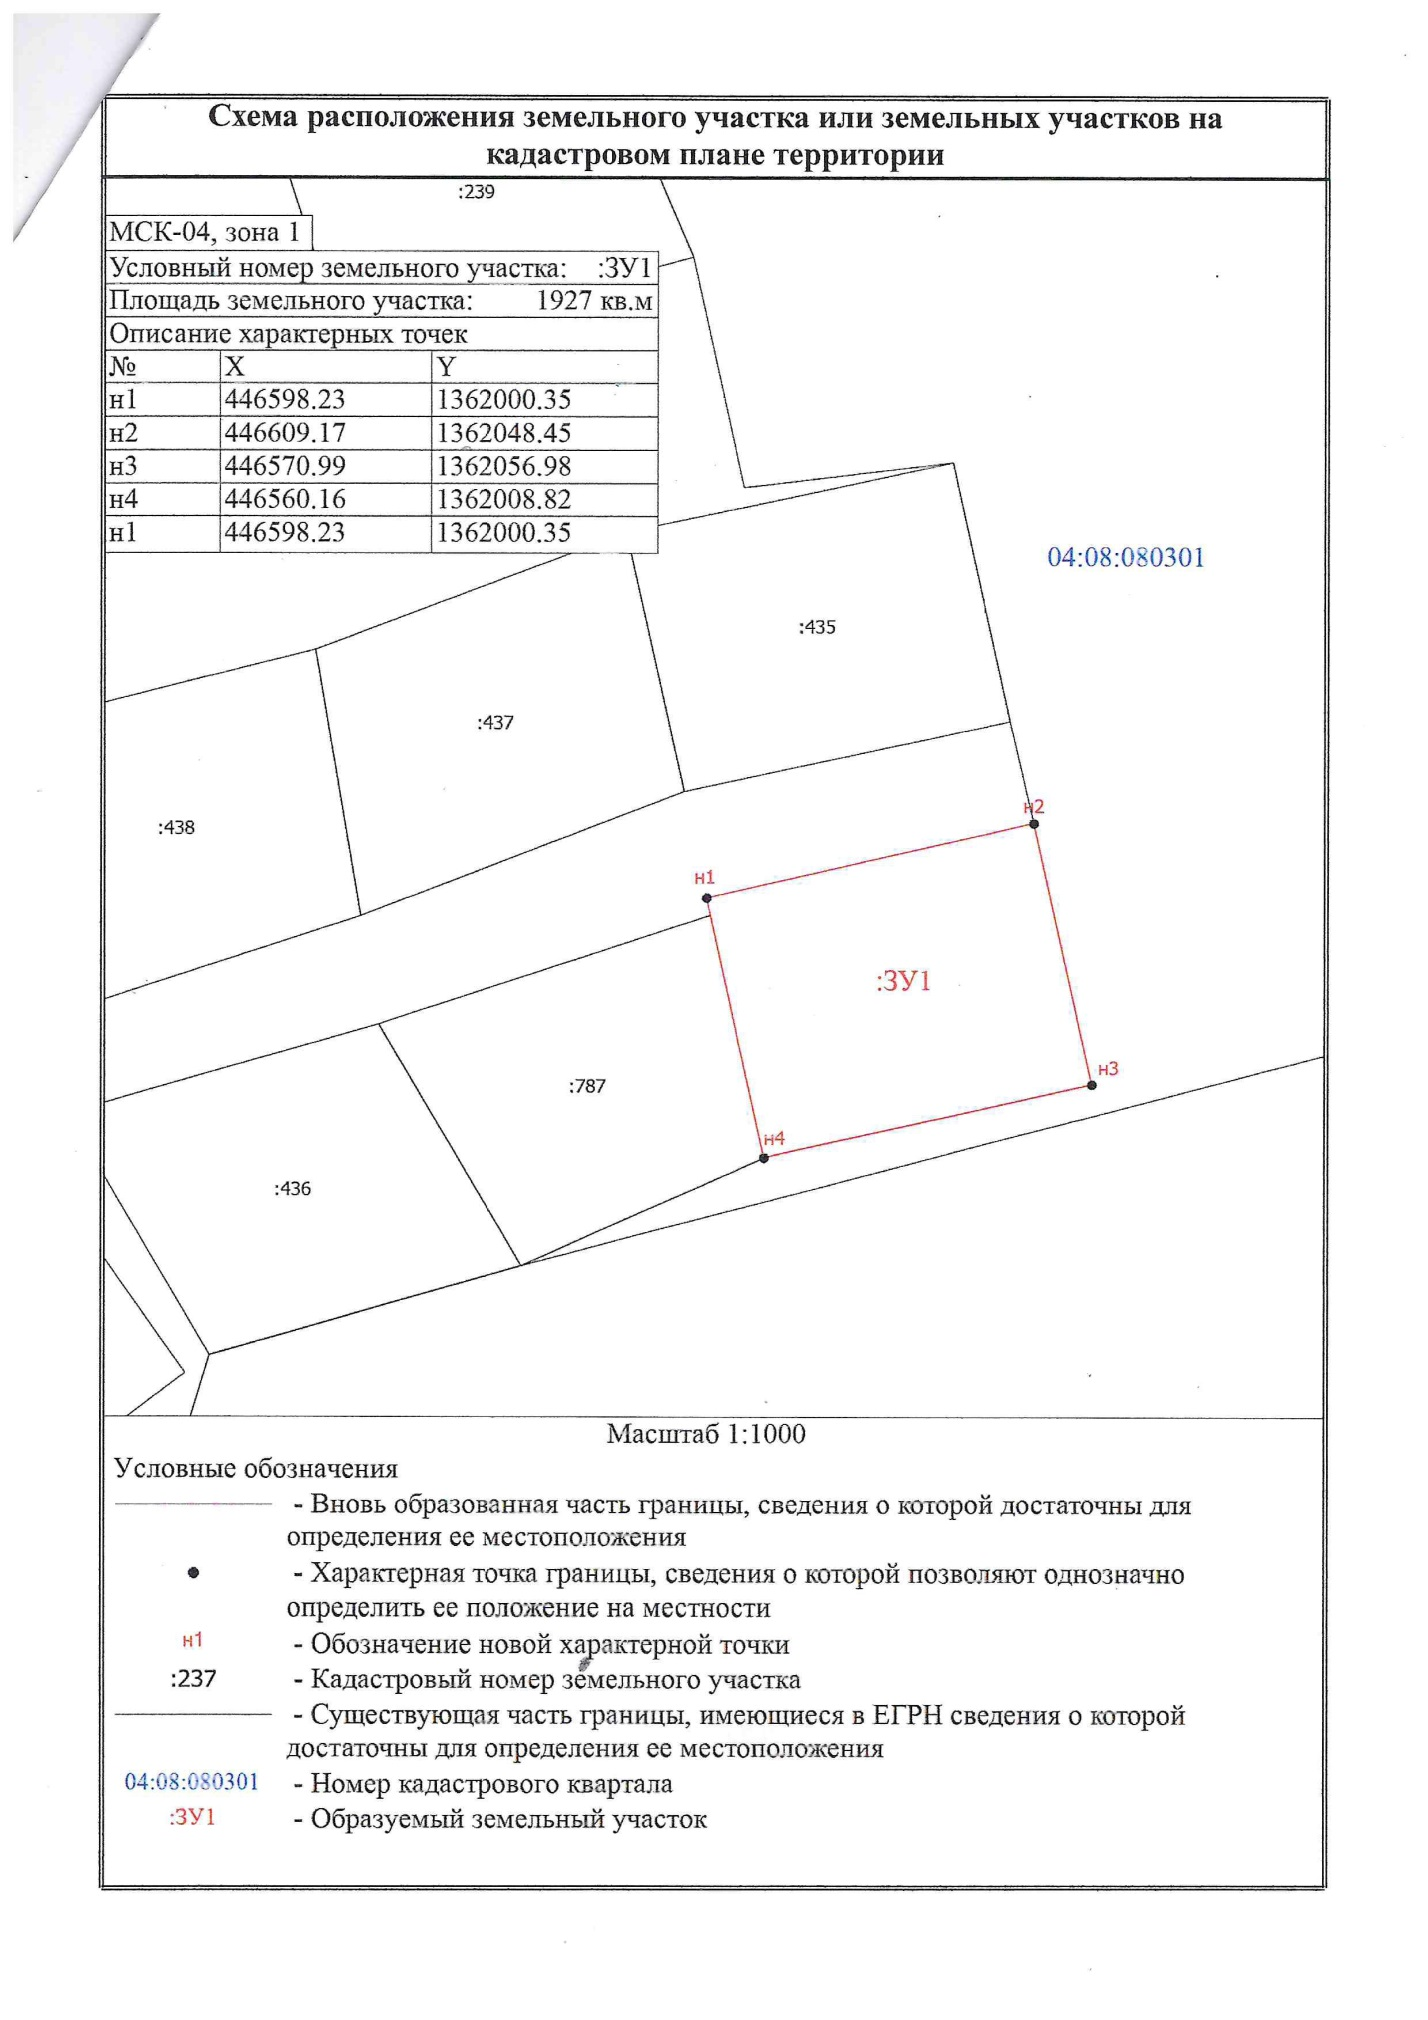 Схема расположения земельного участка или земельных участков на
кадастровом плане территории
:239
МСК-04, зона 1
Условный номер земельного участка: :ЗУ1
Площадь земельного участка: 1927 кв.м
Описание характерных точек
№ X Y
н1 446598.23 1362000.35
н2 446609.17 1362048.45
н3 446570.99 1362056.98
н4 446560.16 1362008.82
н1 446598.23 1362000.35
04:08:080301
:435
:437
:438
н2
н1
:ЗУ1
н3
:787
н4
:436
Масштаб 1:1000
Условные обозначения
- Вновь образованная часть границы, сведения о которой достаточны для
определения ее местоположения
- Характерная точка границы, сведения о которой позволяют однозначно
определить ее положение на местности
н1 - Обозначение новой характерной точки
:237 - Кадастровый номер земельного участка
- Существующая часть границы, имеющиеся в ЕГРН сведения о которой
достаточны для определения ее местоположения
04:08:080301 - Номер кадастрового квартала
:ЗУ1 - Образуемый земельный участок